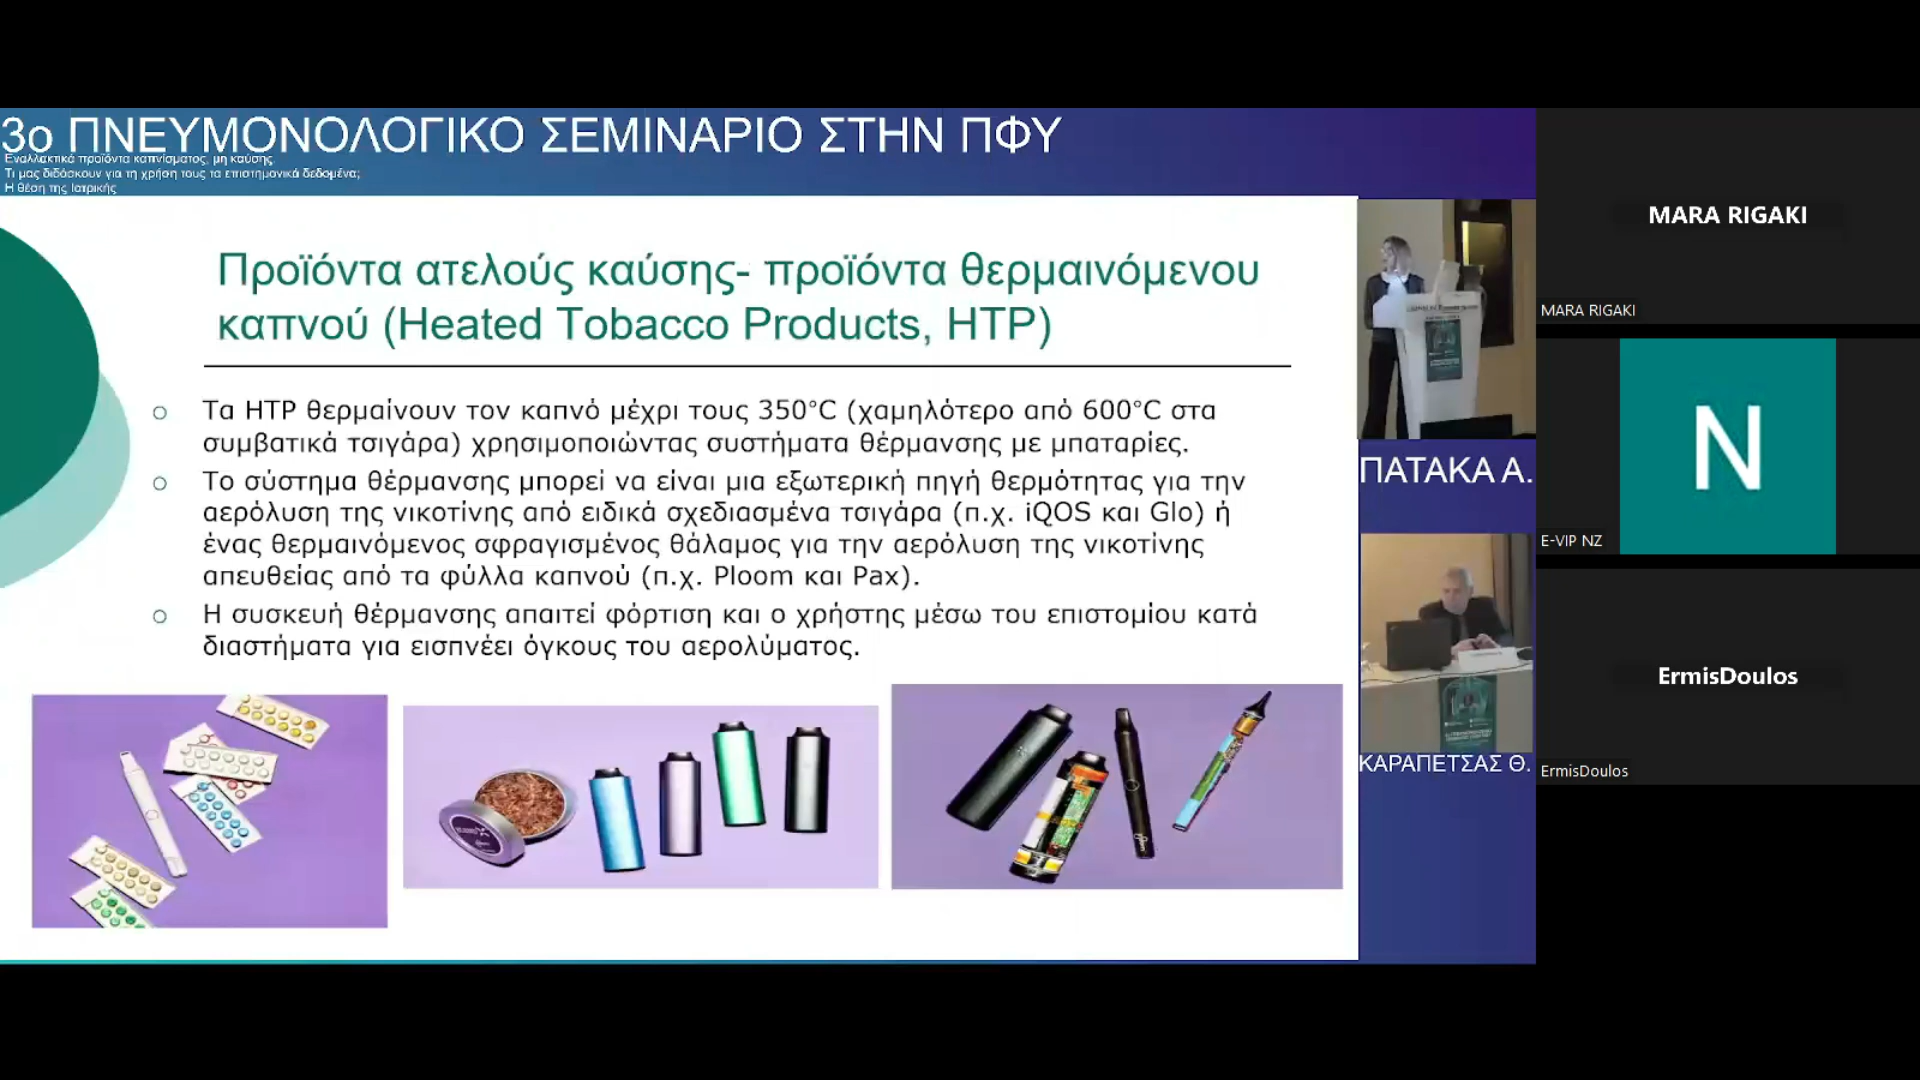 3ο ΠΝΕΥΜΟΝΟΛΟΓΙΚΟ ΣΕΜΙΝΑΡΙΟ ΣΤΗΝ ΠΦΥ
Εναλλακτικά προϊόντα καπνίσματος, μη καύσης.
Τι μας διδάσκουν για τη χρήση τους τα επιστημονικά δεδομένα;
Η θέση της Ιατρικής
Προϊόντα ατελούς καύσης- προϊόντα θερμαινόμενου
καπνού (Heated Tobacco Products, HTP)
Τα HTP θερμαίνουν τον καπνό μέχρι τους 350°C (χαμηλότερο από 600°C στα
συμβατικά τσιγάρα) χρησιμοποιώντας συστήματα θέρμανσης με μπαταρίες.
Το σύστημα θέρμανσης μπορεί να είναι μια εξωτερική πηγή θερμότητας για την
αερόλυση της νικοτίνης από ειδικά σχεδιασμένα τσιγάρα (π.χ. iQOS και Glo) ή
ένας θερμαινόμενος σφραγισμένος θάλαμος για την αερόλυση της νικοτίνης
απευθείας από τα φύλλα καπνού (π.χ. Ploom και Pax).
Η συσκευή θέρμανσης απαιτεί φόρτιση και ο χρήστης μέσω του επιστομίου κατά
διαστήματα για εισπνέει όγκους του αερολύματος.
ΠΑΤΑΚΑ Α.
ΚΑΡΑΠΕΤΣΑΣ Θ.
MARA RIGAKI
MARA RIGAKI
N
E-VIP NZ
ErmisDoulos
ErmisDoulos